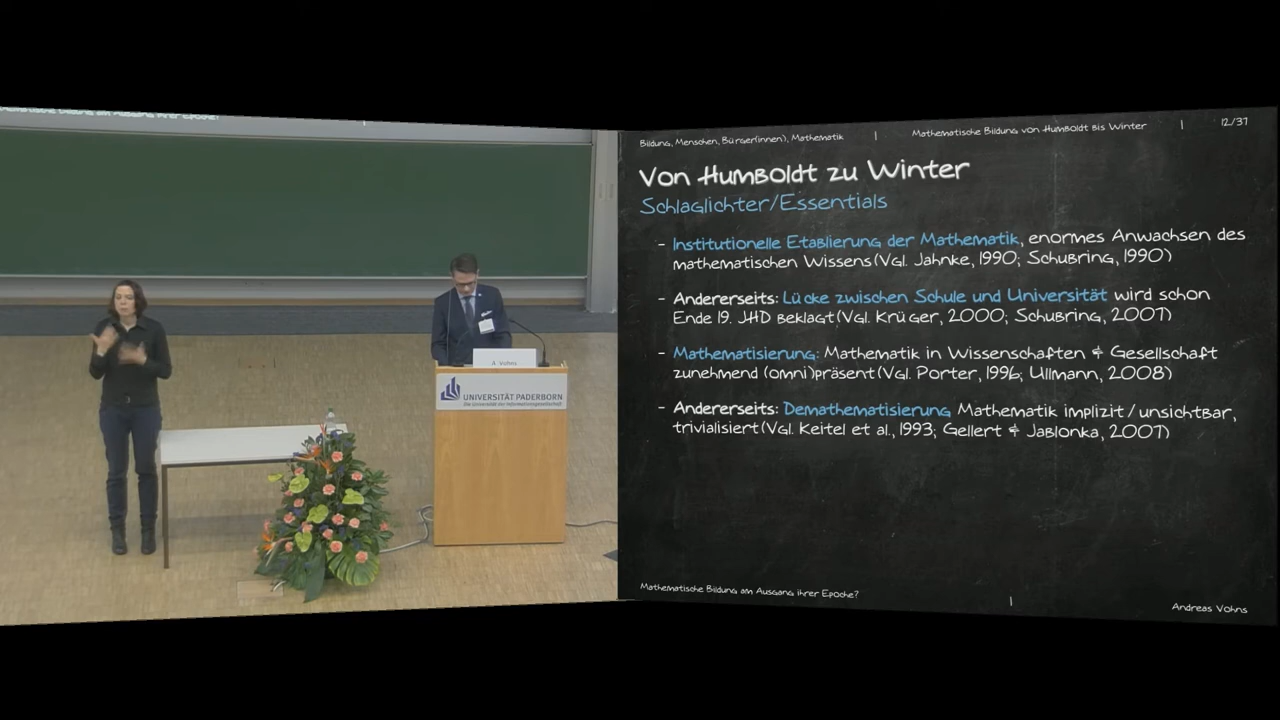 Bildung, Menschen, Bürger(innen), Mathematik | Mathematische Bildung von Humboldt bis Winter | 12/37
Von Humboldt zu Winter
Schlaglichter/Essentials
- Institutionelle Etablierung der Mathematik, enormes Anwachsen des
mathematischen Wissens (Vgl. Jahnke, 1990; Schubring, 1990)
- Andererseits: Lücke zwischen Schule und Universität wird schon
Ende 19. JHD beklagt (Vgl. Krüger, 2000; Schubring, 2007)
- Mathematisierung: Mathematik in Wissenschaften & Gesellschaft
zunehmend (omni)präsent (Vgl. Porter, 1996; Ullmann, 2008)
- Andererseits: Demathematisierung Mathematik implizit/unsichtbar,
trivialisiert (Vgl. Keitel et al., 1993; Gellert & Jablonka, 2007)
Mathematische Bildung am Ausgang ihrer Epoche? | Andreas Vohns
A. Vohns
UNIVERSITÄT PADERBORN
Die Universität der Informationsgesellschaft